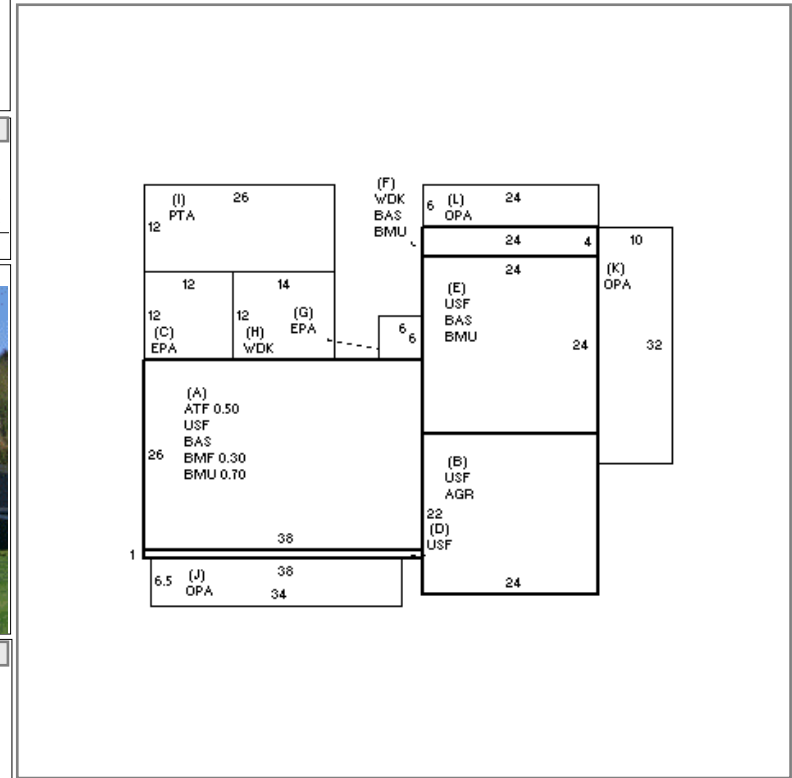 (F)
WDK
BAS
BMU
(I)
PTA
26
12
6
(L)
OPA
24
24
4
10
24
(K)
OPA
12
14
12
(C)
EPA
12
(H)
WDK
(G)
EPA
6
6
(E)
USF
BAS
BMU
24
32
(A)
ATF 0.50
USF
BAS
BMF 0.30
BMU 0.70
26
38
(B)
USF
AGR
22
(D)
USF
1
6.5
(J)
OPA
38
34
24